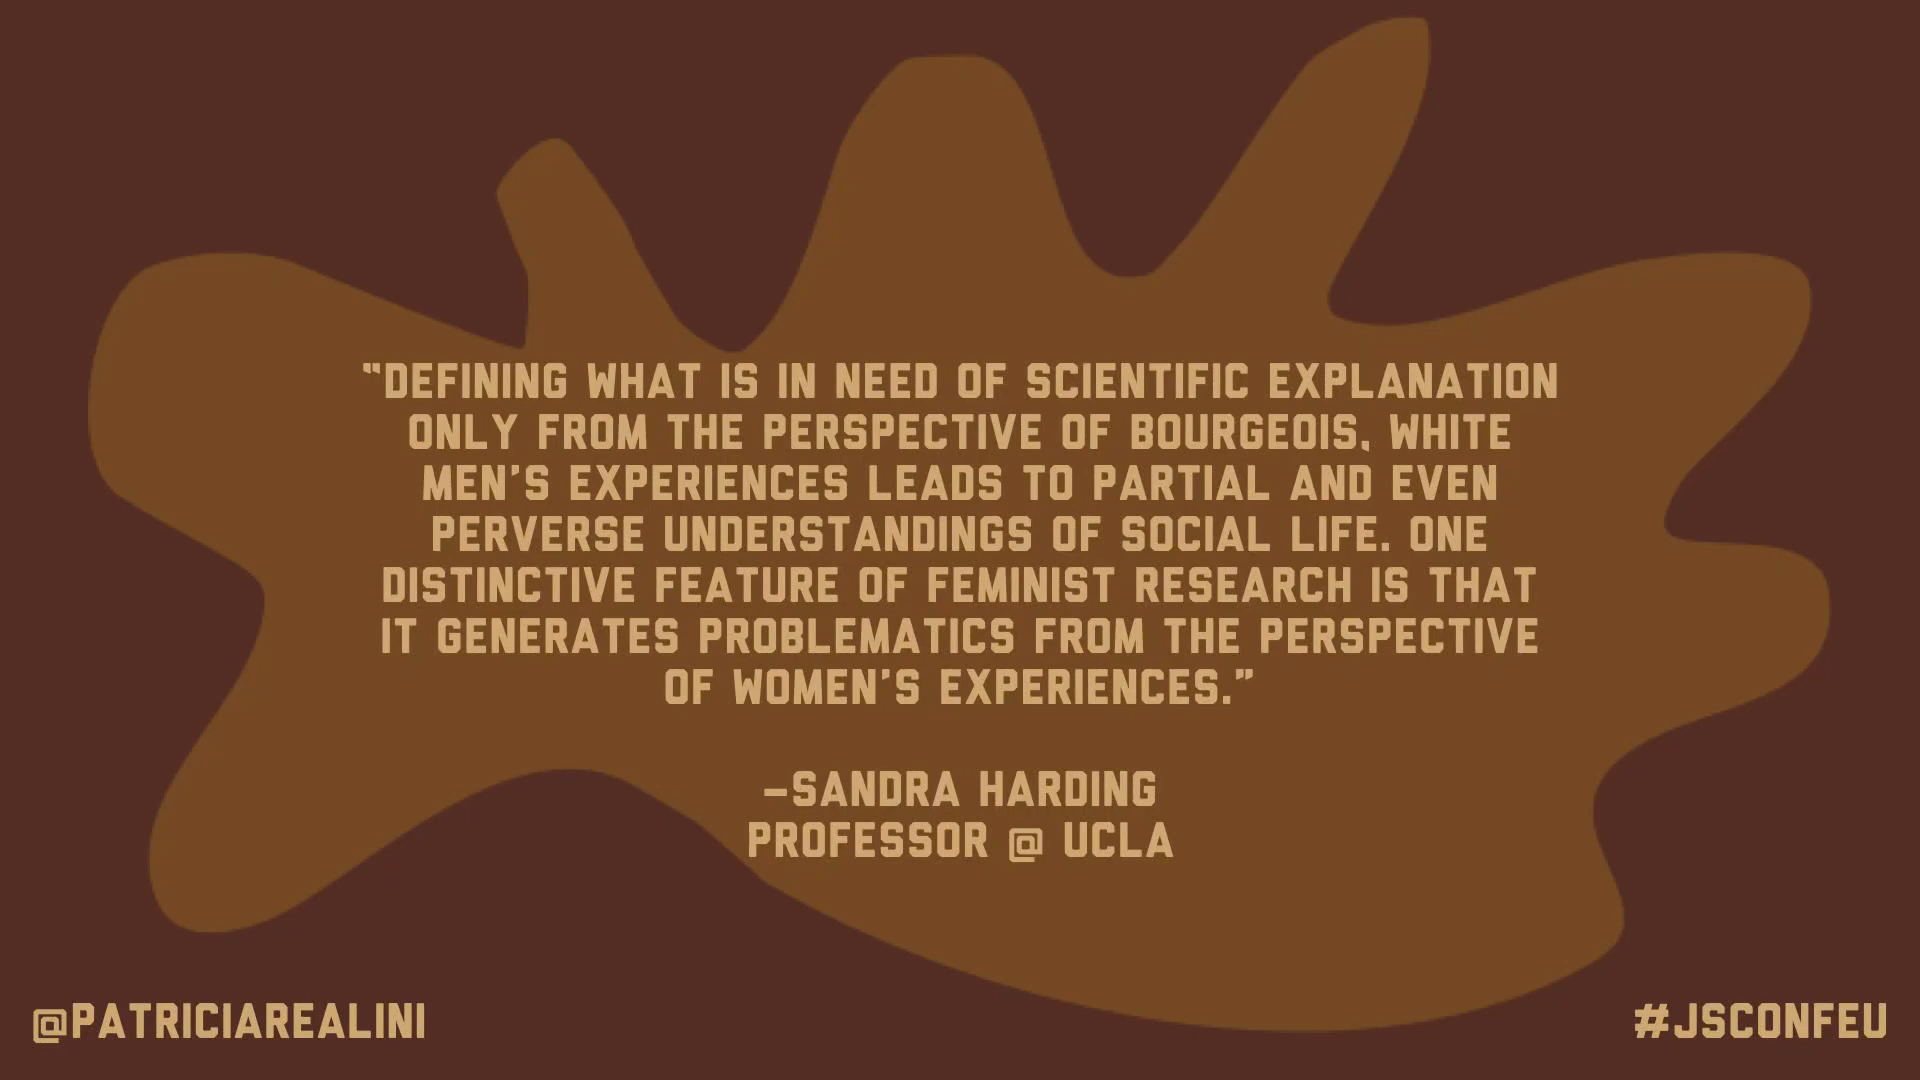 "DEFINING WHAT IS IN NEED OF SCIENTIFIC EXPLANATION
ONLY FROM THE PERSPECTIVE OF BOURGEOIS, WHITE
MEN'S EXPERIENCES LEADS TO PARTIAL AND EVEN
PERVERSE UNDERSTANDINGS OF SOCIAL LIFE. ONE
DISTINCTIVE FEATURE OF FEMINIST RESEARCH IS THAT
IT GENERATES PROBLEMATICS FROM THE PERSPECTIVE
OF WOMEN'S EXPERIENCES."
–SANDRA HARDING
PROFESSOR @ UCLA
@PATRICIAREALINI
#JSCONFEU